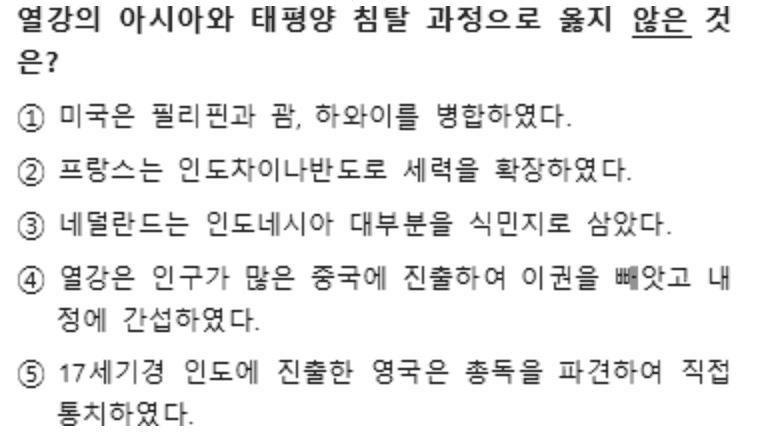 열강의 아시아와 태평양 침탈 과정으로 옳지 않은 것
은?
① 미국은 필리핀과 괌, 하와이를 병합하였다.
② 프랑스는 인도차이나반도로 세력을 확장하였다.
③ 네덜란드는 인도네시아 대부분을 식민지로 삼았다.
④ 열강은 인구가 많은 중국에 진출하여 이권을 빼앗고 내
정에 간섭하였다.
⑤ 17세기경 인도에 진출한 영국은 총독을 파견하여 직접
통치하였다.